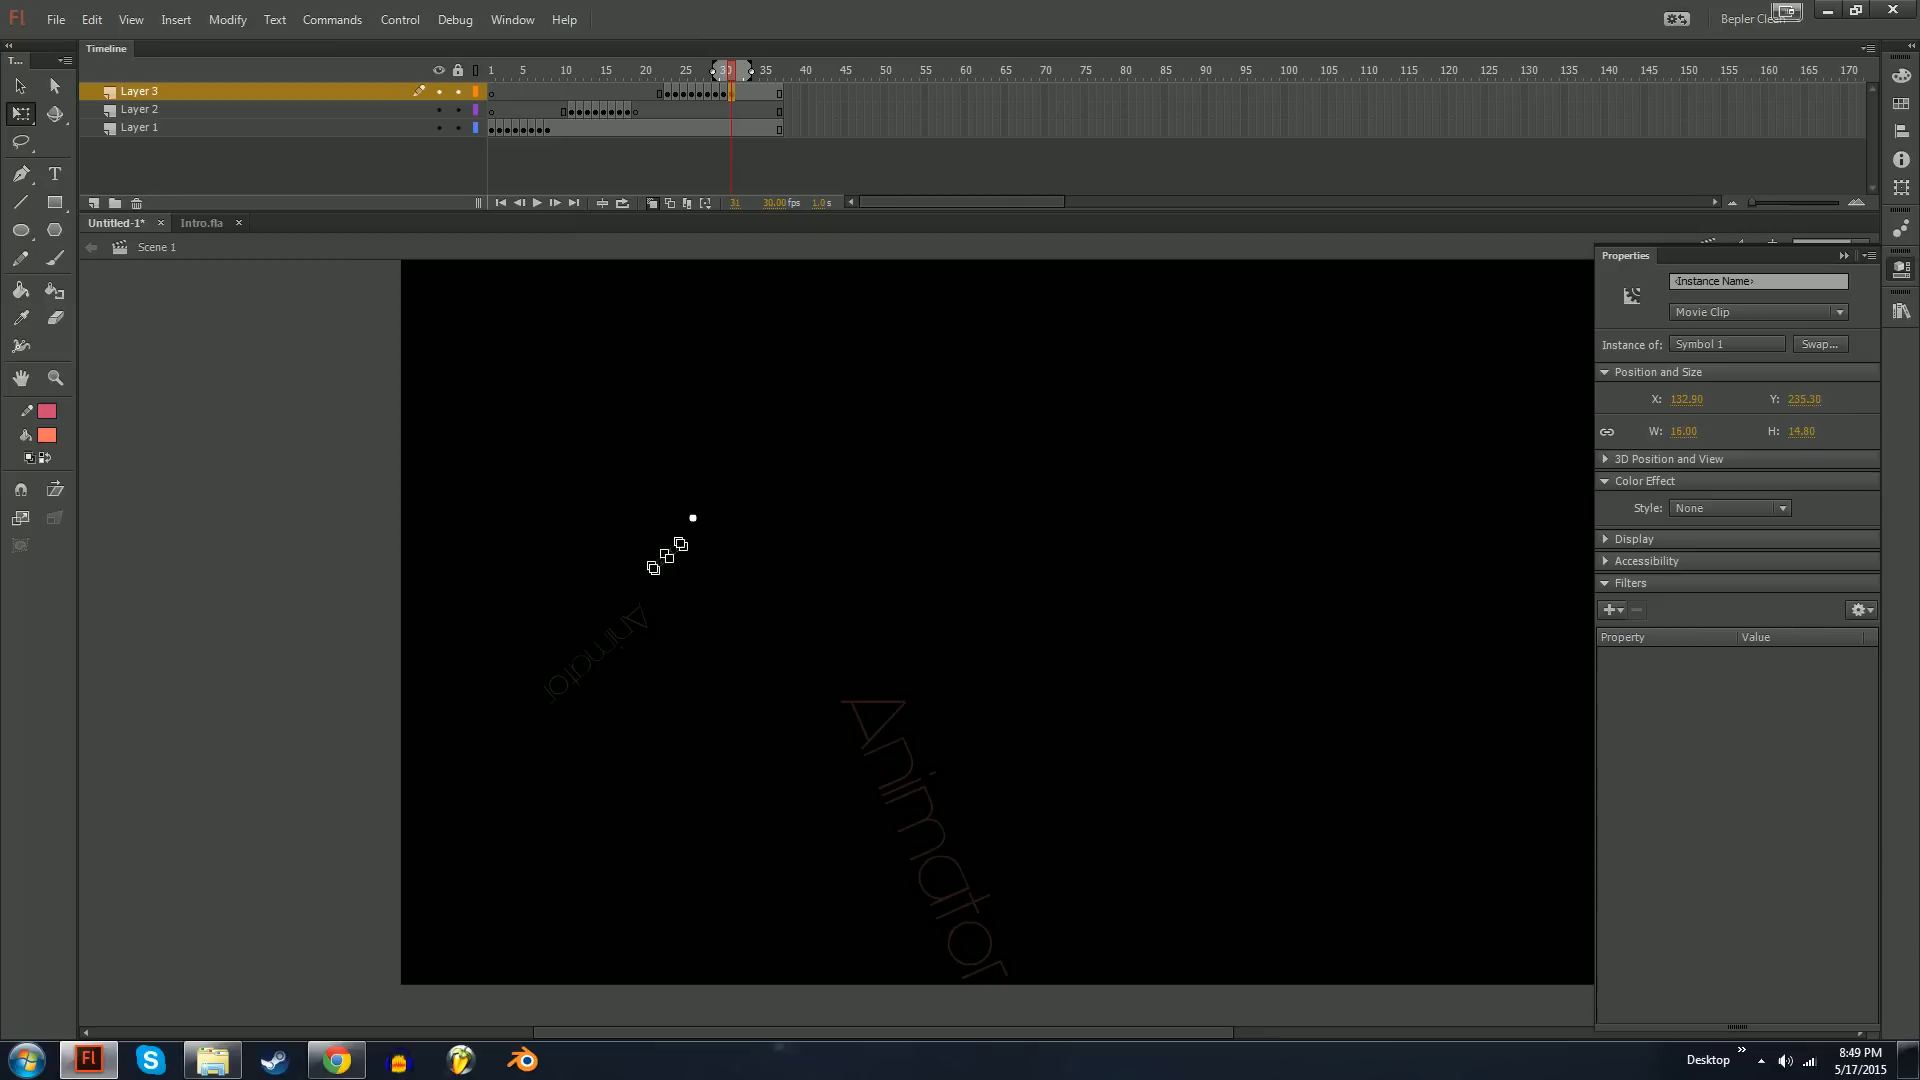 Fl File Edit View Insert Modify Text Commands Control Debug Window Help Bepler Clean
Timeline
T...
1 5 10 15 20 25 30 35 40 45 50 55 60 65 70 75 80 85 90 95 100 105 110 115 120 125 130 135 140 145 150 155 160 165 170
Layer 3
Layer 2
Layer 1
31 30.00 fps 1.0 s
Untitled-1* × Intro.fla ×
Scene 1
Properties
<Instance Name>
Movie Clip
Instance of: Symbol 1 Swap...
Position and Size
X: 132.90 Y: 235.30
W: 16.00 H: 14.80
3D Position and View
Color Effect
Style: None
Display
Accessibility
Filters
Property Value
Animator
Animator
Fl
Desktop
8:49 PM
5/17/2015